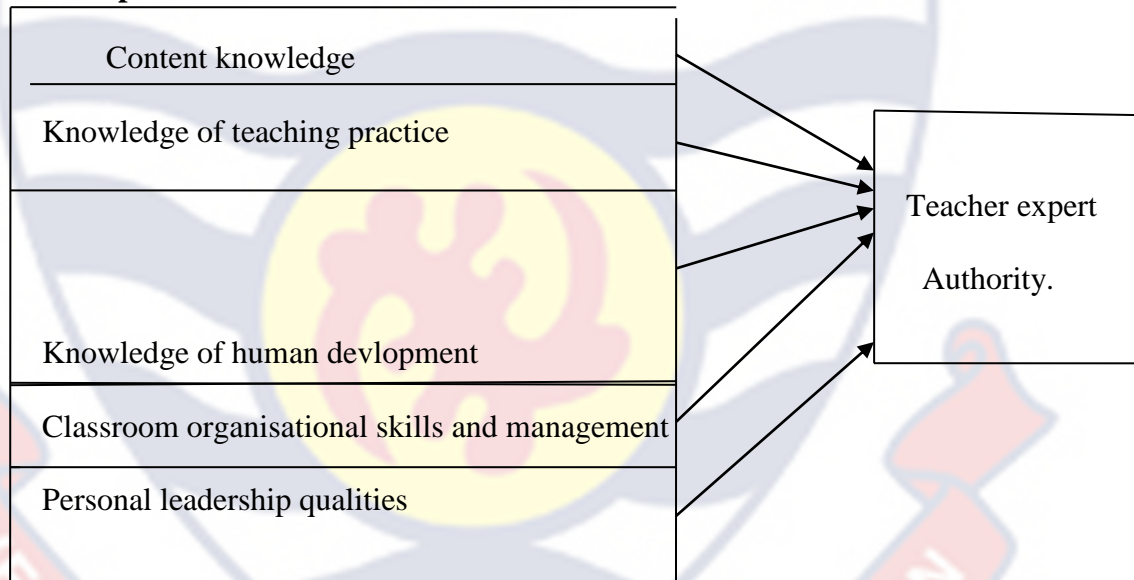 Content knowledge
Knowledge of teaching practice
Knowledge of human devlopment
Classroom organisational skills and management
Personal leadership qualities
Teacher expert
Authority.